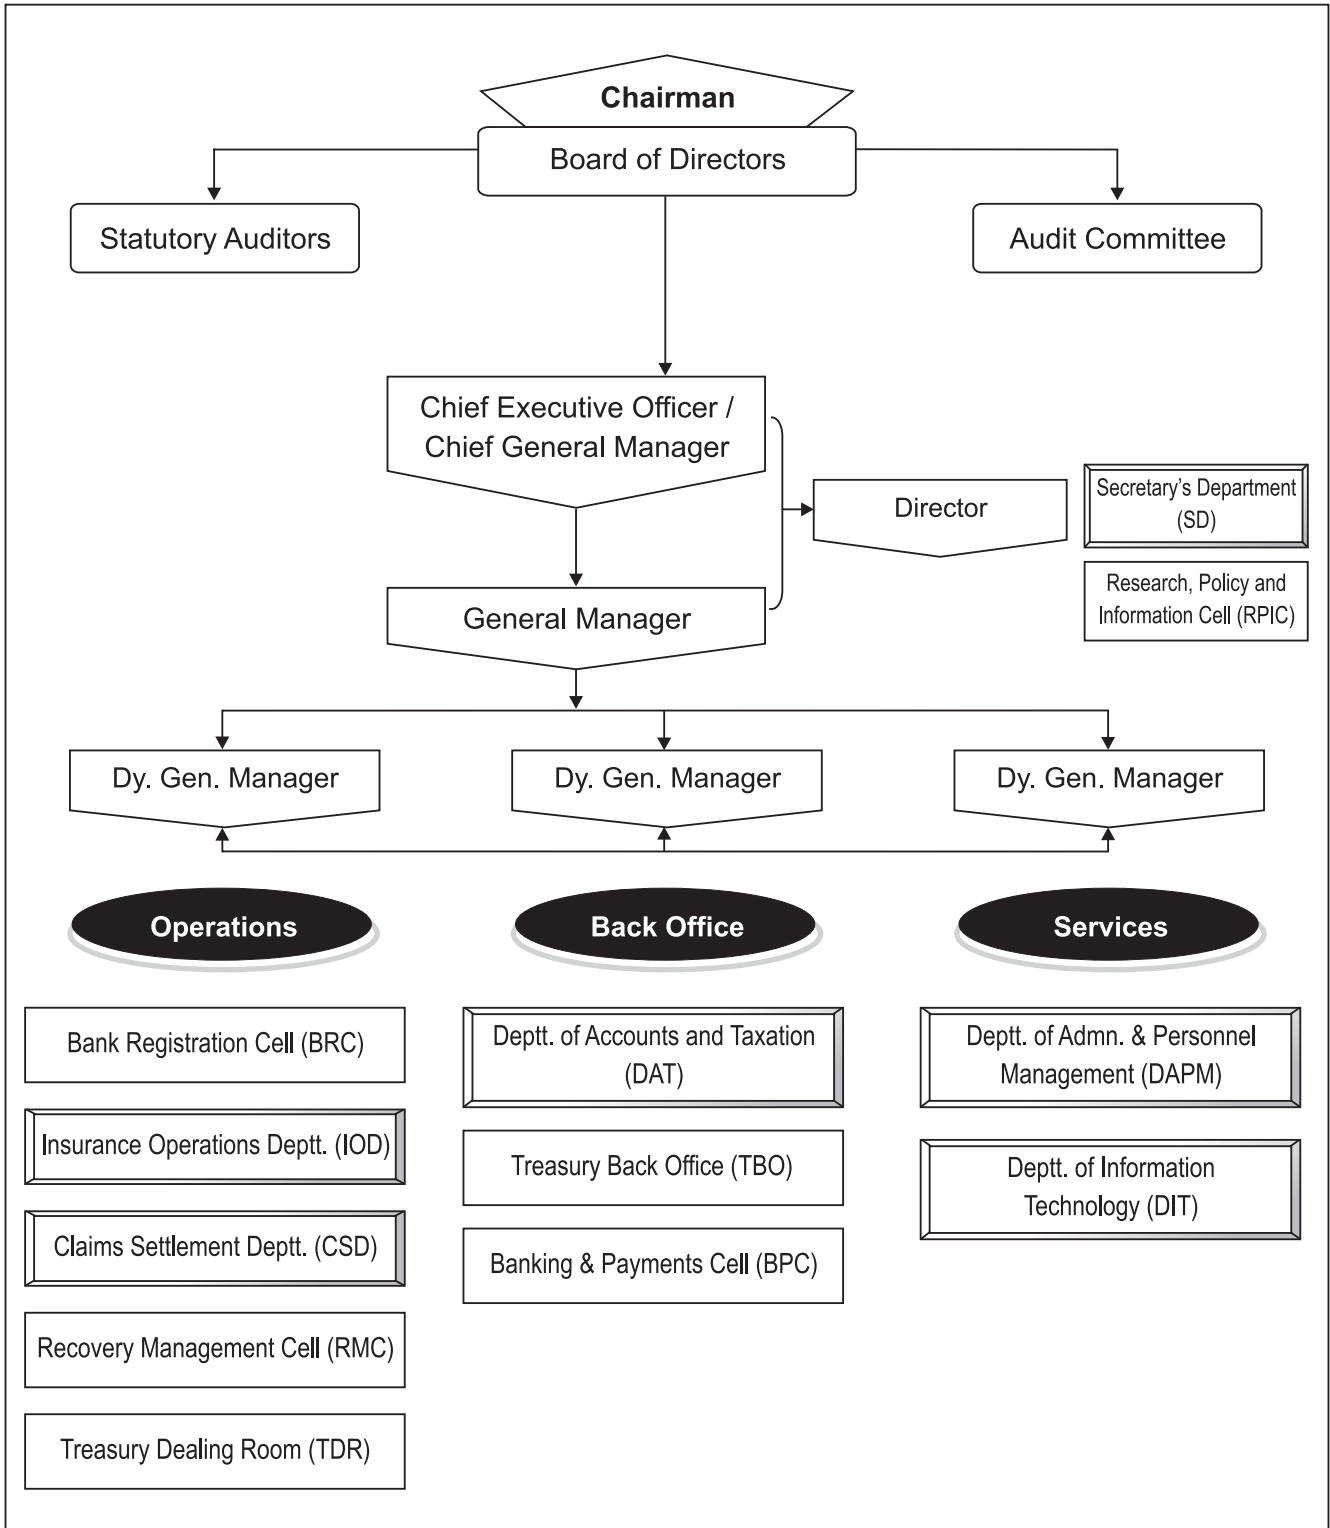 Chairman
Board of Directors
Statutory Auditors
Audit Committee
Chief Executive Officer /
Chief General Manager
Director
Secretary’s Department
(SD)
General Manager
Research, Policy and
Information Cell (RPIC)
Dy. Gen. Manager
Dy. Gen. Manager
Dy. Gen. Manager
Operations
Bank Registration Cell (BRC)
Insurance Operations Deptt. (IOD)
Claims Settlement Deptt. (CSD)
Recovery Management Cell (RMC)
Treasury Dealing Room (TDR)
Back Office
Deptt. of Accounts and Taxation
(DAT)
Treasury Back Office (TBO)
Banking & Payments Cell (BPC)
Services
Deptt. of Admn. & Personnel
Management (DAPM)
Deptt. of Information
Technology (DIT)